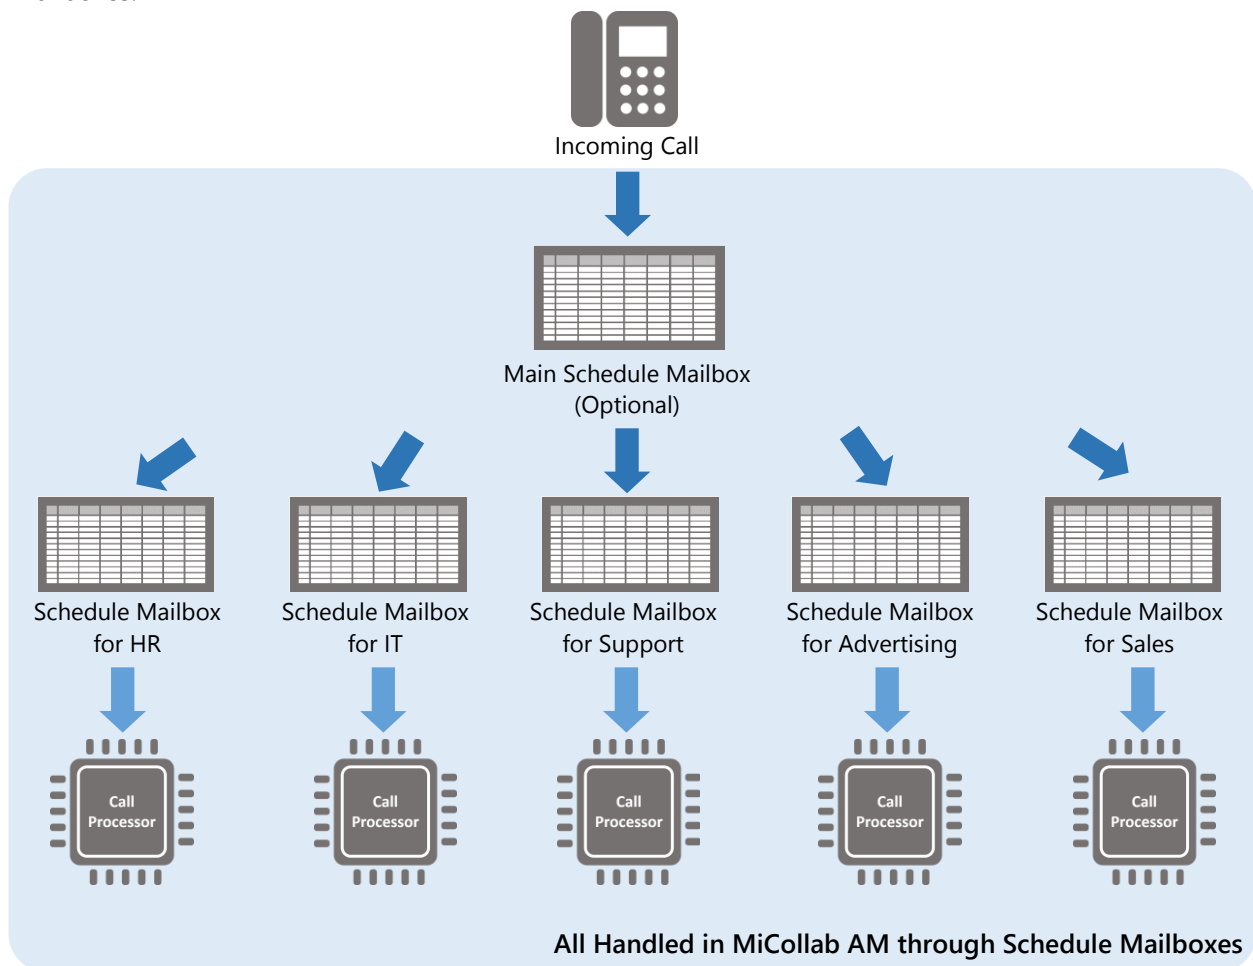 Incoming Call
Main Schedule Mailbox
(Optional)
Schedule Mailbox
for HR
Schedule Mailbox
for IT
Schedule Mailbox
for Support
Schedule Mailbox
for Advertising
Schedule Mailbox
for Sales
Call
Processor
Call
Processor
Call
Processor
Call
Processor
Call
Processor
All Handled in MiCollab AM through Schedule Mailboxes